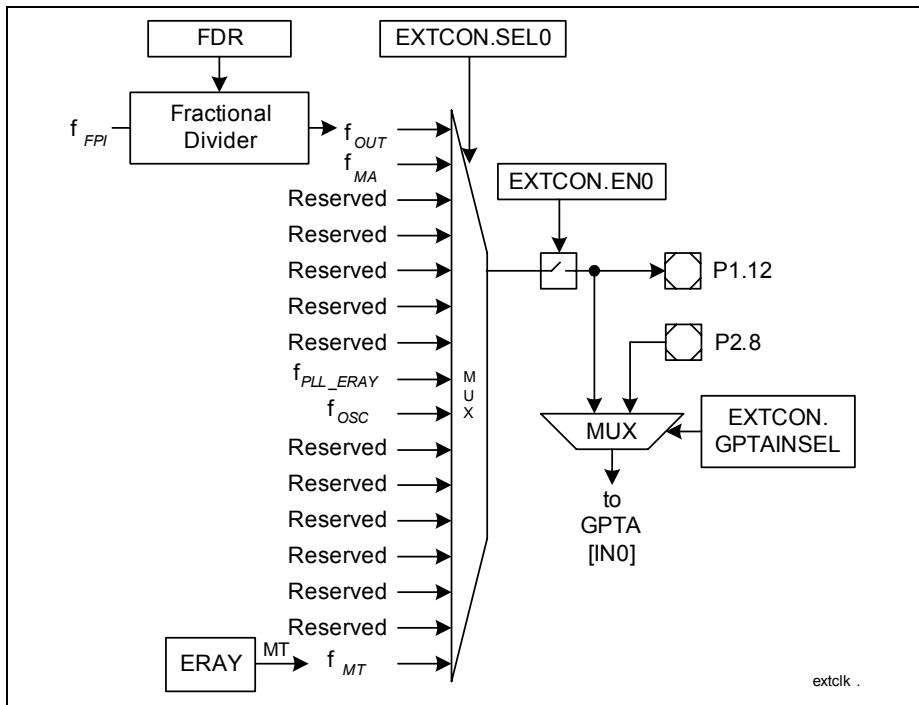 FDR
EXTCON.SEL0
Fractional
Divider
f FPI
f OUT
f MA
EXTCON.EN0
Reserved
Reserved
Reserved
Reserved
Reserved
P1.12
P2.8
f PLL_ERAY
f OSC
M
U
X
MUX
EXTCON.
GPTAINSEL
Reserved
Reserved
Reserved
Reserved
Reserved
Reserved
to
GPTA
[IN0]
ERAY
MT
f MT
extclk .